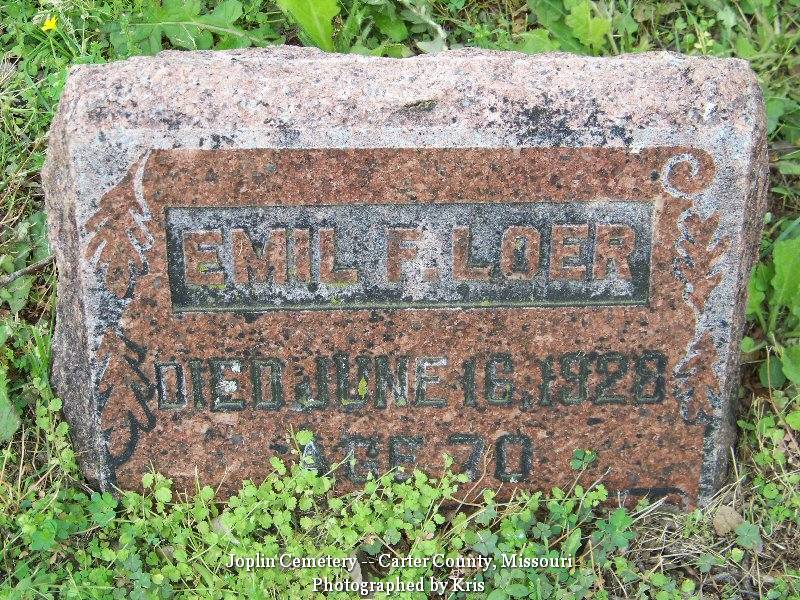 EMIL F. LOER
DIED JUNE 16, 1928
AGE 70
Joplin Cemetery -- Carter County, Missouri
Photographed by Kris